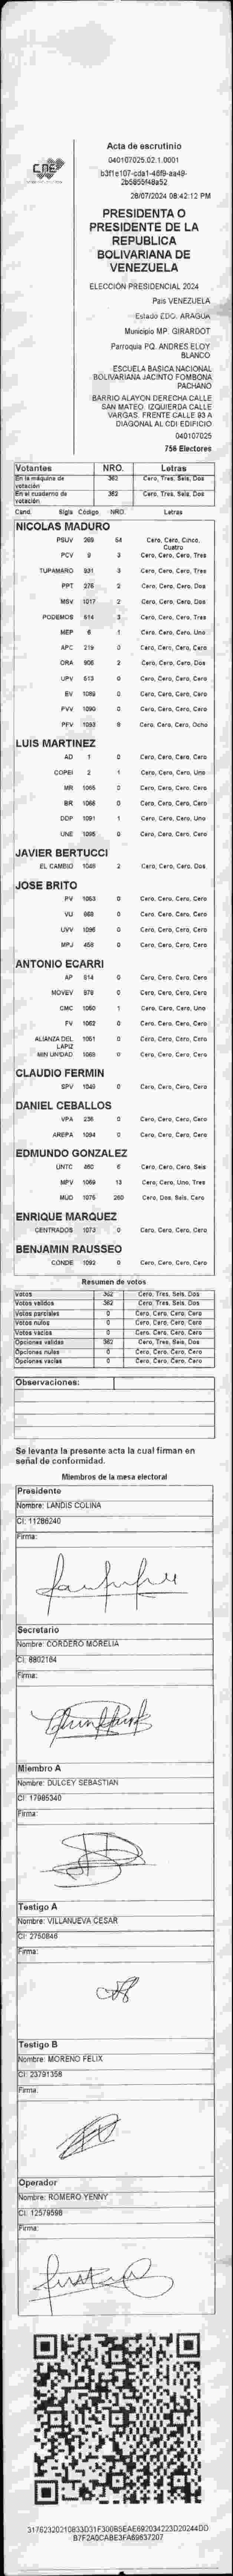 CNE
Acta de escrutinio
040107025.02.1.0001
28/07/2024 08:42:12 PM
PRESIDENTA O
PRESIDENTE DE LA
REPUBLICA
BOLIVARIANA DE
VENEZUELA
ELECCIÓN PRESIDENCIAL 2024
País VENEZUELA
Estado EDO. ARAGUA
Municipio MP. GIRARDOT
Parroquia PQ. ANDRES ELOY
BLANCO
ESCUELA BASICA NACIONAL
BOLIVARIANA JACINTO FOMBONA
PACHANO
BARRIO ALAYON DERECHA CALLE
SAN MATEO. IZQUIERDA CALLE
VARGAS. FRENTE CALLE 93 A
DIAGONAL AL CDI EDIFICIO
040107025
756 Electores
Votantes NRO. Letras
En la máquina de votación 362 Cero, Tres, Seis, Dos
En el cuaderno de votación 362 Cero, Tres, Seis, Dos
Cand. Sigla Código NRO. Letras
NICOLAS MADURO
PSUV 269 54 Cero, Cero, Cinco, Cuatro
PCV 9 3 Cero, Cero, Cero, Tres
TUPAMARO 931 3 Cero, Cero, Cero, Tres
PPT 276 2 Cero, Cero, Cero, Dos
MSV 1017 2 Cero, Cero, Cero, Dos
PODEMOS 614 3 Cero, Cero, Cero, Tres
MEP 6 1 Cero, Cero, Cero, Uno
APC 219 0 Cero, Cero, Cero, Cero
ORA 906 2 Cero, Cero, Cero, Dos
UPV 613 0 Cero, Cero, Cero, Cero
EV 1089 0 Cero, Cero, Cero, Cero
PVV 1090 0 Cero, Cero, Cero, Cero
PFV 1093 8 Cero, Cero, Cero, Ocho
LUIS MARTINEZ
AD 1 0 Cero, Cero, Cero, Cero
COPEI 2 1 Cero, Cero, Cero, Uno
MR 1065 0 Cero, Cero, Cero, Cero
BR 1066 0 Cero, Cero, Cero, Cero
DDP 1091 1 Cero, Cero, Cero, Uno
UNE 1095 0 Cero, Cero, Cero, Cero
JAVIER BERTUCCI
EL CAMBIO 1048 2 Cero, Cero, Cero, Dos
JOSE BRITO
PV 1053 0 Cero, Cero, Cero, Cero
VU 668 0 Cero, Cero, Cero, Cero
UVV 1096 0 Cero, Cero, Cero, Cero
MPJ 458 0 Cero, Cero, Cero, Cero
ANTONIO ECARRI
AP 914 0 Cero, Cero, Cero, Cero
MOVEV 979 0 Cero, Cero, Cero, Cero
CMC 1050 1 Cero, Cero, Cero, Uno
FV 1062 0 Cero, Cero, Cero, Cero
ALIANZA DEL LAPIZ 1051 0 Cero, Cero, Cero, Cero
MIN UNIDAD 1069 0 Cero, Cero, Cero, Cero
CLAUDIO FERMIN
SPV 1049 0 Cero, Cero, Cero, Cero
DANIEL CEBALLOS
VPA 236 0 Cero, Cero, Cero, Cero
AREPA 1094 0 Cero, Cero, Cero, Cero
EDMUNDO GONZALEZ
UNTC 460 6 Cero, Cero, Cero, Seis
MPV 1069 13 Cero, Cero, Uno, Tres
MUD 1075 260 Cero, Dos, Seis, Cero
ENRIQUE MARQUEZ
CENTRADOS 1073 0 Cero, Cero, Cero, Cero
BENJAMIN RAUSSEO
CONDE 1092 0 Cero, Cero, Cero, Cero
Resumen de votos
Votos 362 Cero, Tres, Seis, Dos
Votos validos 362 Cero, Tres, Seis, Dos
Votos parciales 0 Cero, Cero, Cero, Cero
Votos nulos 0 Cero, Cero, Cero, Cero
Votos vacios 0 Cero, Cero, Cero, Cero
Opciones validas 362 Cero, Tres, Seis, Dos
Opciones nulas 0 Cero, Cero, Cero, Cero
Opciones vacias 0 Cero, Cero, Cero, Cero
Observaciones:
Se levanta la presente acta la cual firman en
señal de conformidad.
Miembros de la mesa electoral
Presidente
Nombre: LANDIS COLINA
CI: 11286240
Firma:
Secretario
Nombre: CORDERO MORELIA
CI: 8802164
Firma:
Miembro A
Nombre: DULCEY SEBASTIAN
CI: 17985340
Firma:
Testigo A
Nombre: VILLANUEVA CESAR
CI: 2750846
Firma:
Testigo B
Nombre: MORENO FELIX
CI: 23791358
Firma:
Operador
Nombre: ROMERO YENNY
CI: 12579598
Firma: